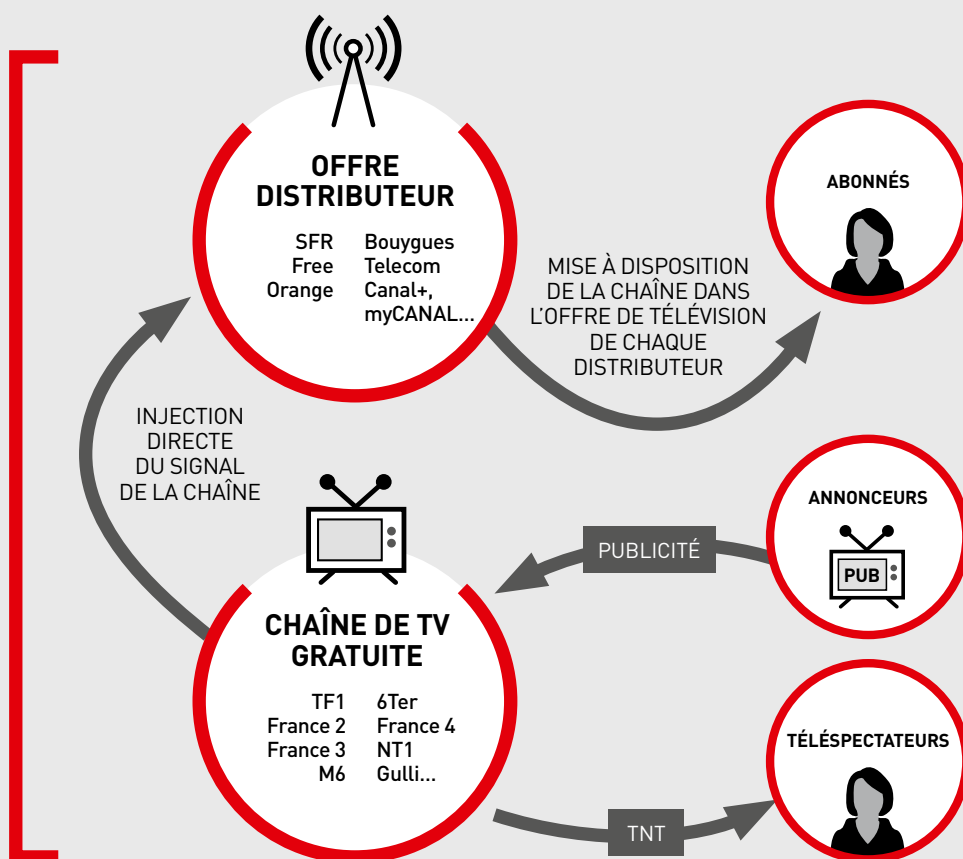 OFFRE
DISTRIBUTEUR
SFR Bouygues
Free Telecom
Orange Canal+,
myCANAL...
ABONNÉS
MISE À DISPOSITION
DE LA CHAÎNE DANS
L'OFFRE DE TÉLÉVISION
DE CHAQUE
DISTRIBUTEUR
INJECTION
DIRECTE
DU SIGNAL
DE LA CHAÎNE
ANNONCEURS
PUB
PUBLICITÉ
CHAÎNE DE TV
GRATUITE
TF1 6Ter
France 2 France 4
France 3 NT1
M6 Gulli...
TÉLÉSPECTATEURS
TNT